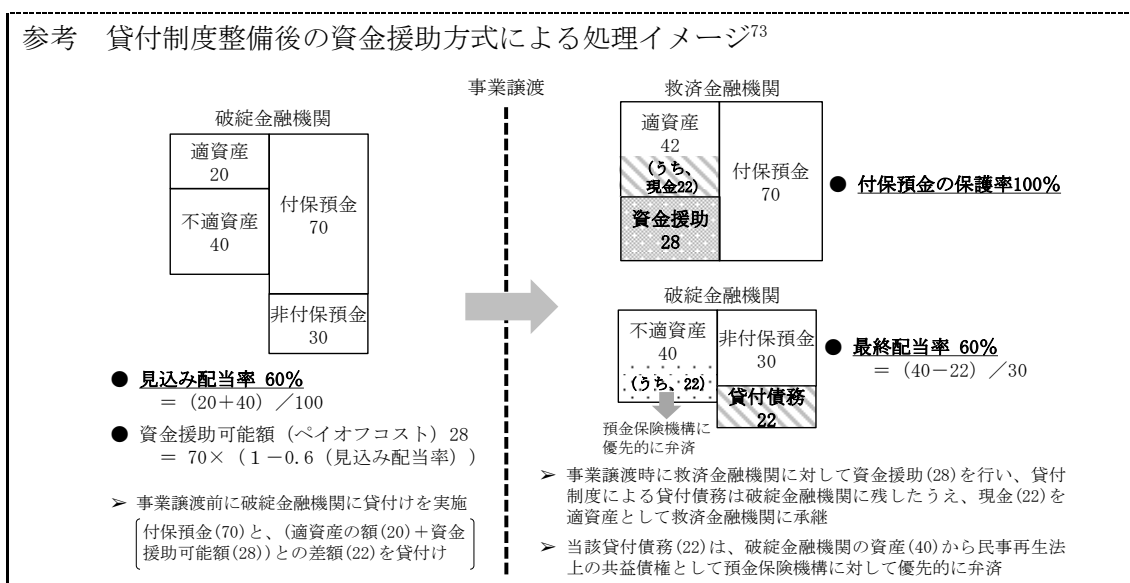 参考　貸付制度整備後の資金援助方式による処理イメージ73
事業譲渡
破綻金融機関
適資産
20
不適資産
40
付保預金
70
非付保預金
30
● 見込み配当率 60%
= (20+40) /100
● 資金援助可能額（ペイオフコスト）28
= 70×（１－0.6（見込み配当率））
➢ 事業譲渡前に破綻金融機関に貸付けを実施
付保預金(70)と、（適資産の額(20)＋資金
援助可能額(28)）との差額(22)を貸付け
救済金融機関
適資産
42
(うち、
現金22)
資金援助
28
付保預金
70
● 付保預金の保護率100%
破綻金融機関
不適資産
40
(うち、22)
非付保預金
30
貸付債務
22
預金保険機構に
優先的に弁済
● 最終配当率 60%
= (40－22) /30
➢ 事業譲渡時に救済金融機関に対して資金援助(28)を行い、貸付
制度による貸付債務は破綻金融機関に残したうえ、現金(22)を
適資産として救済金融機関に承継
➢ 当該貸付債務(22)は、破綻金融機関の資産(40)から民事再生法
上の共益債権として預金保険機構に対して優先的に弁済